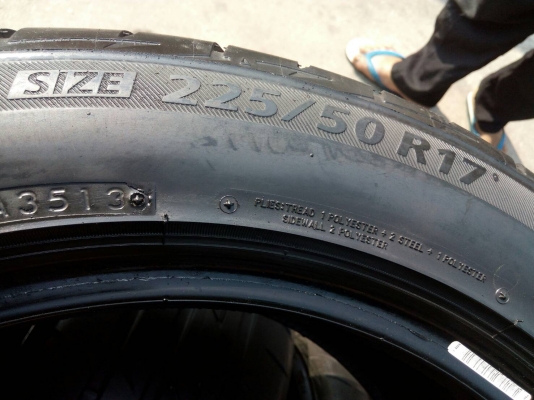 SIZE 225/50 R17
A3513
PLIES:TREAD 1 POLYESTER + 2 STEEL + 1 POLYESTER
SIDEWALL 2 POLYESTER